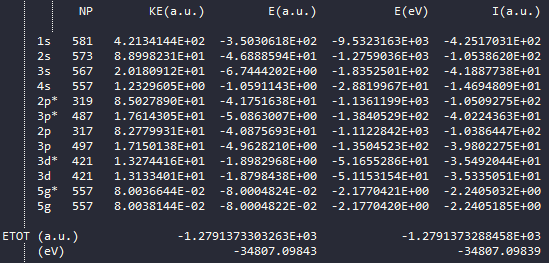 NP KE(a.u.) E(a.u.) E(eV) I(a.u.)
1s 581 4.2134144E+02 -3.5030618E+02 -9.5323163E+03 -4.2517031E+02
2s 573 8.8998231E+01 -4.6888594E+01 -1.2759036E+03 -1.0538620E+02
3s 567 2.0180912E+01 -6.7444202E+00 -1.8352502E+02 -4.1887738E+01
4s 557 1.2329605E+00 -1.0591143E+00 -2.8819967E+01 -1.4694809E+01
2p* 319 8.5027890E+01 -4.1751638E+01 -1.1361199E+03 -1.0509275E+02
3p* 487 1.7614305E+01 -5.0863007E+00 -1.3840529E+02 -4.0224363E+01
2p 317 8.2779931E+01 -4.0875693E+01 -1.1122842E+03 -1.0386447E+02
3p 497 1.7150138E+01 -4.9628210E+00 -1.3504523E+02 -3.9802275E+01
3d* 421 1.3274416E+01 -1.8982968E+00 -5.1655286E+01 -3.5492044E+01
3d 421 1.3133401E+01 -1.8798438E+00 -5.1153154E+01 -3.5335051E+01
5g* 557 8.0036644E-02 -8.0004824E-02 -2.1770421E+00 -2.2405032E+00
5g 557 8.0038144E-02 -8.0004822E-02 -2.1770420E+00 -2.2405185E+00
ETOT (a.u.) -1.2791373303263E+03 -1.2791373288458E+03
(eV) -34807.09843 -34807.09839